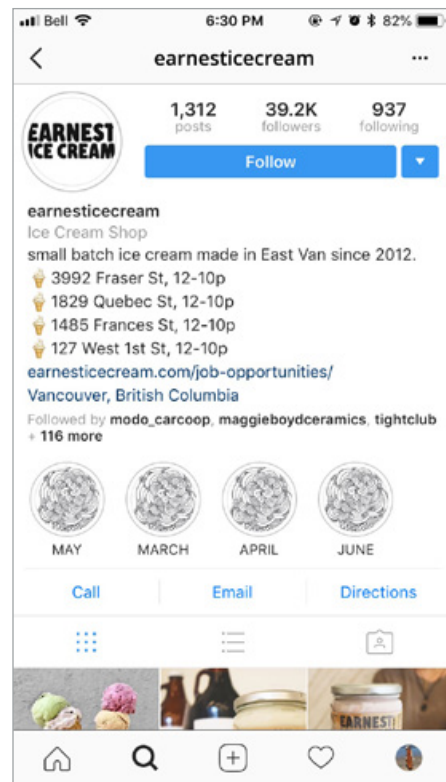 Bell 6:30 PM 82%
earnesticecream
EARNEST
ICE CREAM
1,312 39.2K 937
posts followers following
Follow
earnesticecream
Ice Cream Shop
small batch ice cream made in East Van since 2012.
3992 Fraser St, 12-10p
1829 Quebec St, 12-10p
1485 Frances St, 12-10p
127 West 1st St, 12-10p
earnesticecream.com/job-opportunities/
Vancouver, British Columbia
Followed by modo_carcoop, maggieboydceramics, tightclub
+ 116 more
MAY MARCH APRIL JUNE
Call Email Directions
EARNEST